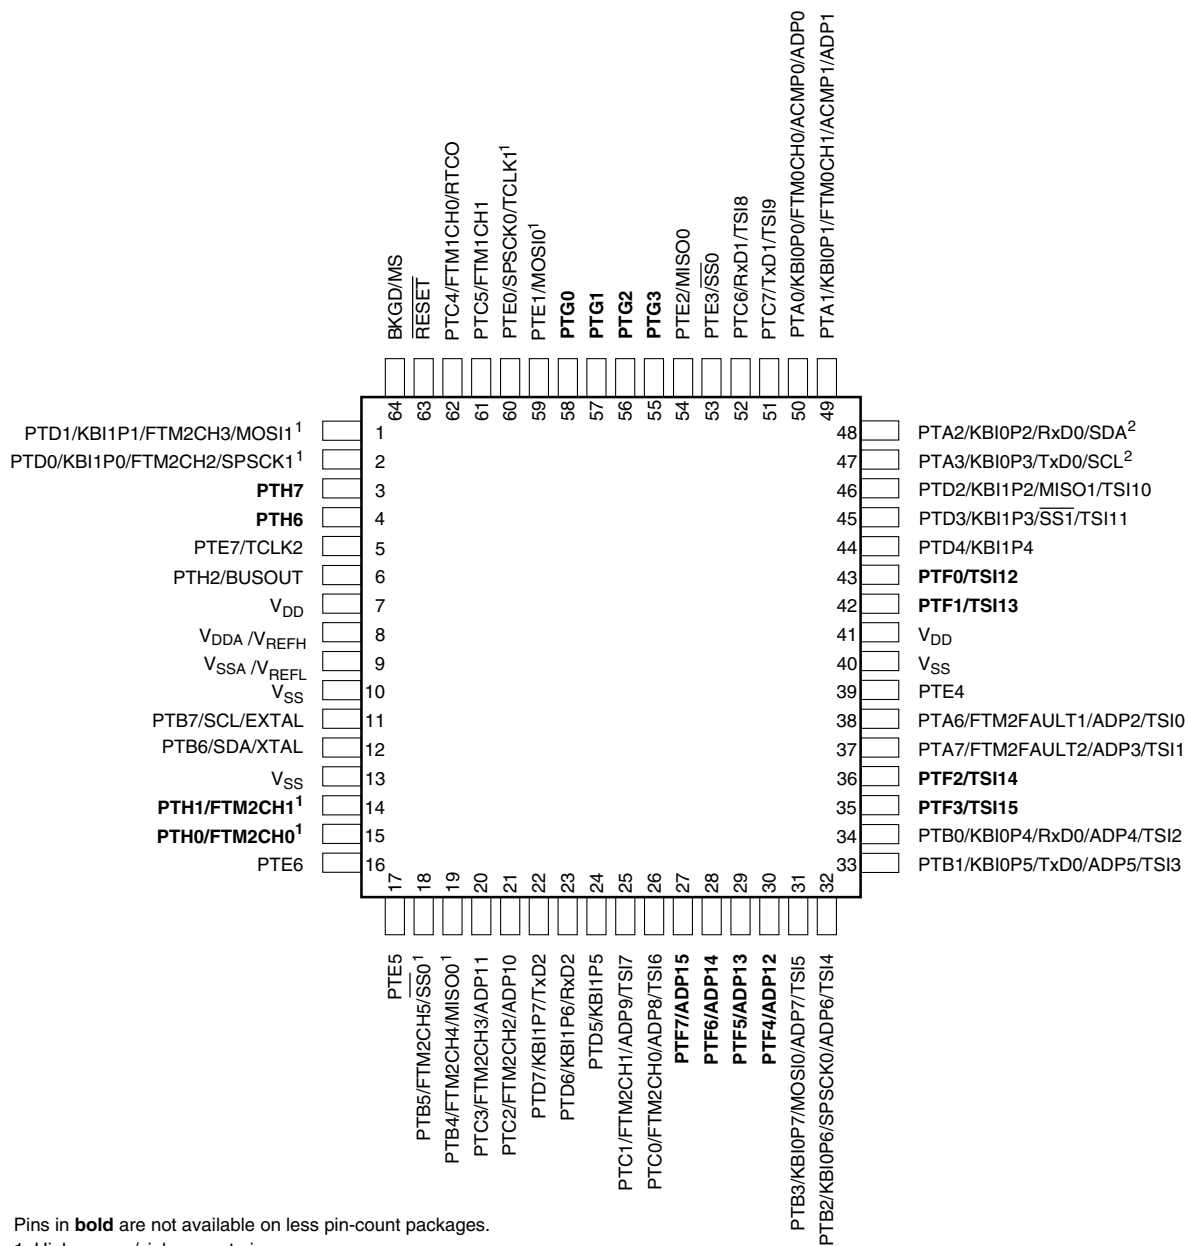 BKGD/MS
RESET
PTC4/FTM1CH0/RTCO
PTC5/FTM1CH1
PTE0/SPSCK0/TCLK1¹
PTE1/MOSI0¹
PTG0
PTG1
PTG2
PTG3
PTE2/MISO0
PTE3/SS0
PTC6/RxD1/TSI8
PTC7/TxD1/TSI9
PTA0/KBI0P0/FTM0CH0/ACMP0/ADP0
PTA1/KBI0P1/FTM0CH1/ACMP1/ADP1
64 63 62 61 60 59 58 57 56 55 54 53 52 51 50 49
PTD1/KBI1P1/FTM2CH3/MOSI1¹ 1
PTD0/KBI1P0/FTM2CH2/SPSCK1¹ 2
PTH7 3
PTH6 4
PTE7/TCLK2 5
PTH2/BUSOUT 6
VDD 7
VDDA /VREFH 8
VSSA /VREFL 9
VSS 10
PTB7/SCL/EXTAL 11
PTB6/SDA/XTAL 12
VSS 13
PTH1/FTM2CH1¹ 14
PTH0/FTM2CH0¹ 15
PTE6 16
48 PTA2/KBI0P2/RxD0/SDA²
47 PTA3/KBI0P3/TxD0/SCL²
46 PTD2/KBI1P2/MISO1/TSI10
45 PTD3/KBI1P3/SS1/TSI11
44 PTD4/KBI1P4
43 PTF0/TSI12
42 PTF1/TSI13
41 VDD
40 VSS
39 PTE4
38 PTA6/FTM2FAULT1/ADP2/TSI0
37 PTA7/FTM2FAULT2/ADP3/TSI1
36 PTF2/TSI14
35 PTF3/TSI15
34 PTB0/KBI0P4/RxD0/ADP4/TSI2
33 PTB1/KBI0P5/TxD0/ADP5/TSI3
17 18 19 20 21 22 23 24 25 26 27 28 29 30 31 32
PTE5
PTB5/FTM2CH5/SS0¹
PTB4/FTM2CH4/MISO0¹
PTC3/FTM2CH3/ADP11
PTC2/FTM2CH2/ADP10
PTD7/KBI1P7/TxD2
PTD6/KBI1P6/RxD2
PTD5/KBI1P5
PTC1/FTM2CH1/ADP9/TSI7
PTC0/FTM2CH0/ADP8/TSI6
PTF7/ADP15
PTF6/ADP14
PTF5/ADP13
PTF4/ADP12
PTB3/KBI0P7/MOSI0/ADP7/TSI5
PTB2/KBI0P6/SPSCK0/ADP6/TSI4
Pins in bold are not available on less pin-count packages.